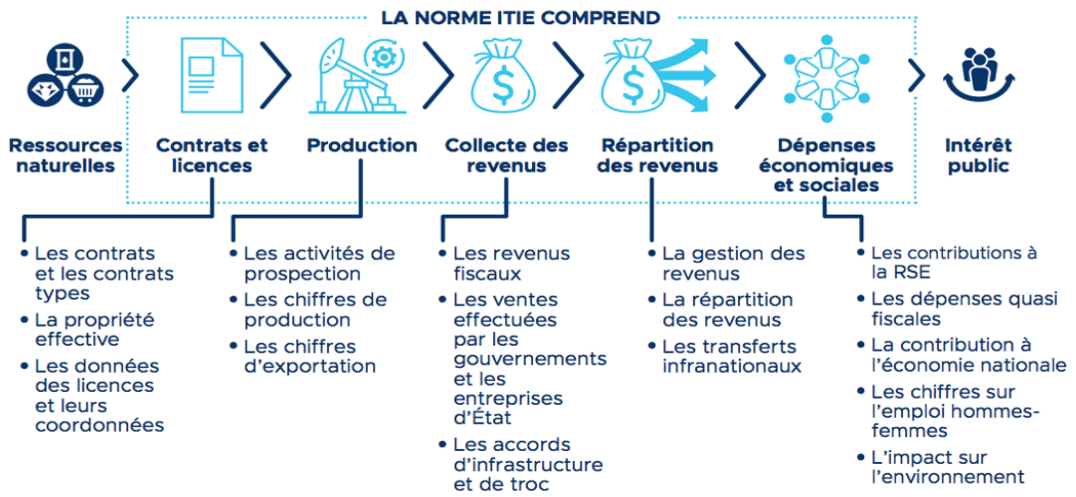 LA NORME ITIE COMPREND
Ressources
naturelles
Contrats et
licences
Production
Collecte des
revenus
Répartition
des revenus
Dépenses
économiques
et sociales
Intérêt
public
• Les contrats
et les contrats
types
• La propriété
effective
• Les données
des licences
et leurs
coordonnées
• Les activités de
prospection
• Les chiffres de
production
• Les chiffres
d'exportation
• Les revenus
fiscaux
• Les ventes
effectuées
par les
gouvernements
et les
entreprises
d'État
• Les accords
d'infrastructure
et de troc
• La gestion des
revenus
• La répartition
des revenus
• Les transferts
infranationaux
• Les contributions à
la RSE
• Les dépenses quasi
fiscales
• La contribution à
l'économie nationale
• Les chiffres sur
l'emploi hommes-
femmes
• L'impact sur
l'environnement